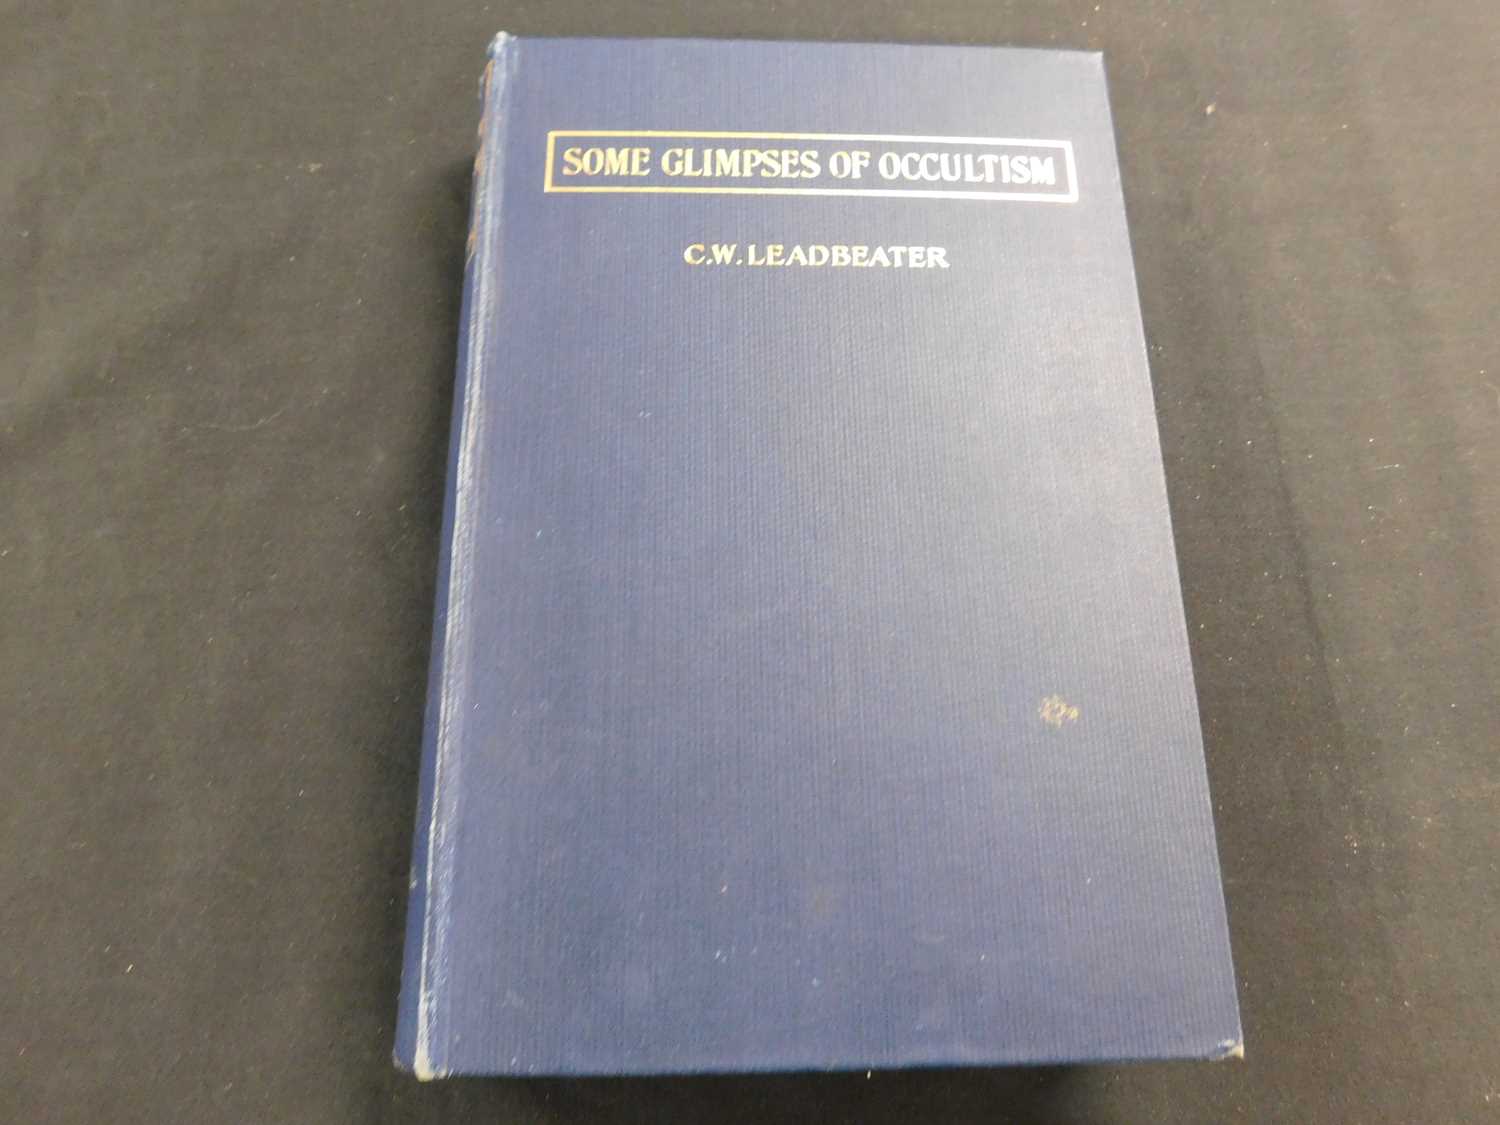 SOME GLIMPSES OF OCCULTISM
C.W. LEADBEATER